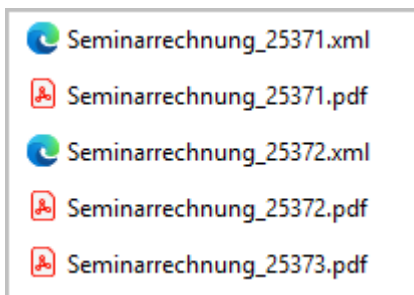 Seminarrechnung_25371.xml
Seminarrechnung_25371.pdf
Seminarrechnung_25372.xml
Seminarrechnung_25372.pdf
Seminarrechnung_25373.pdf